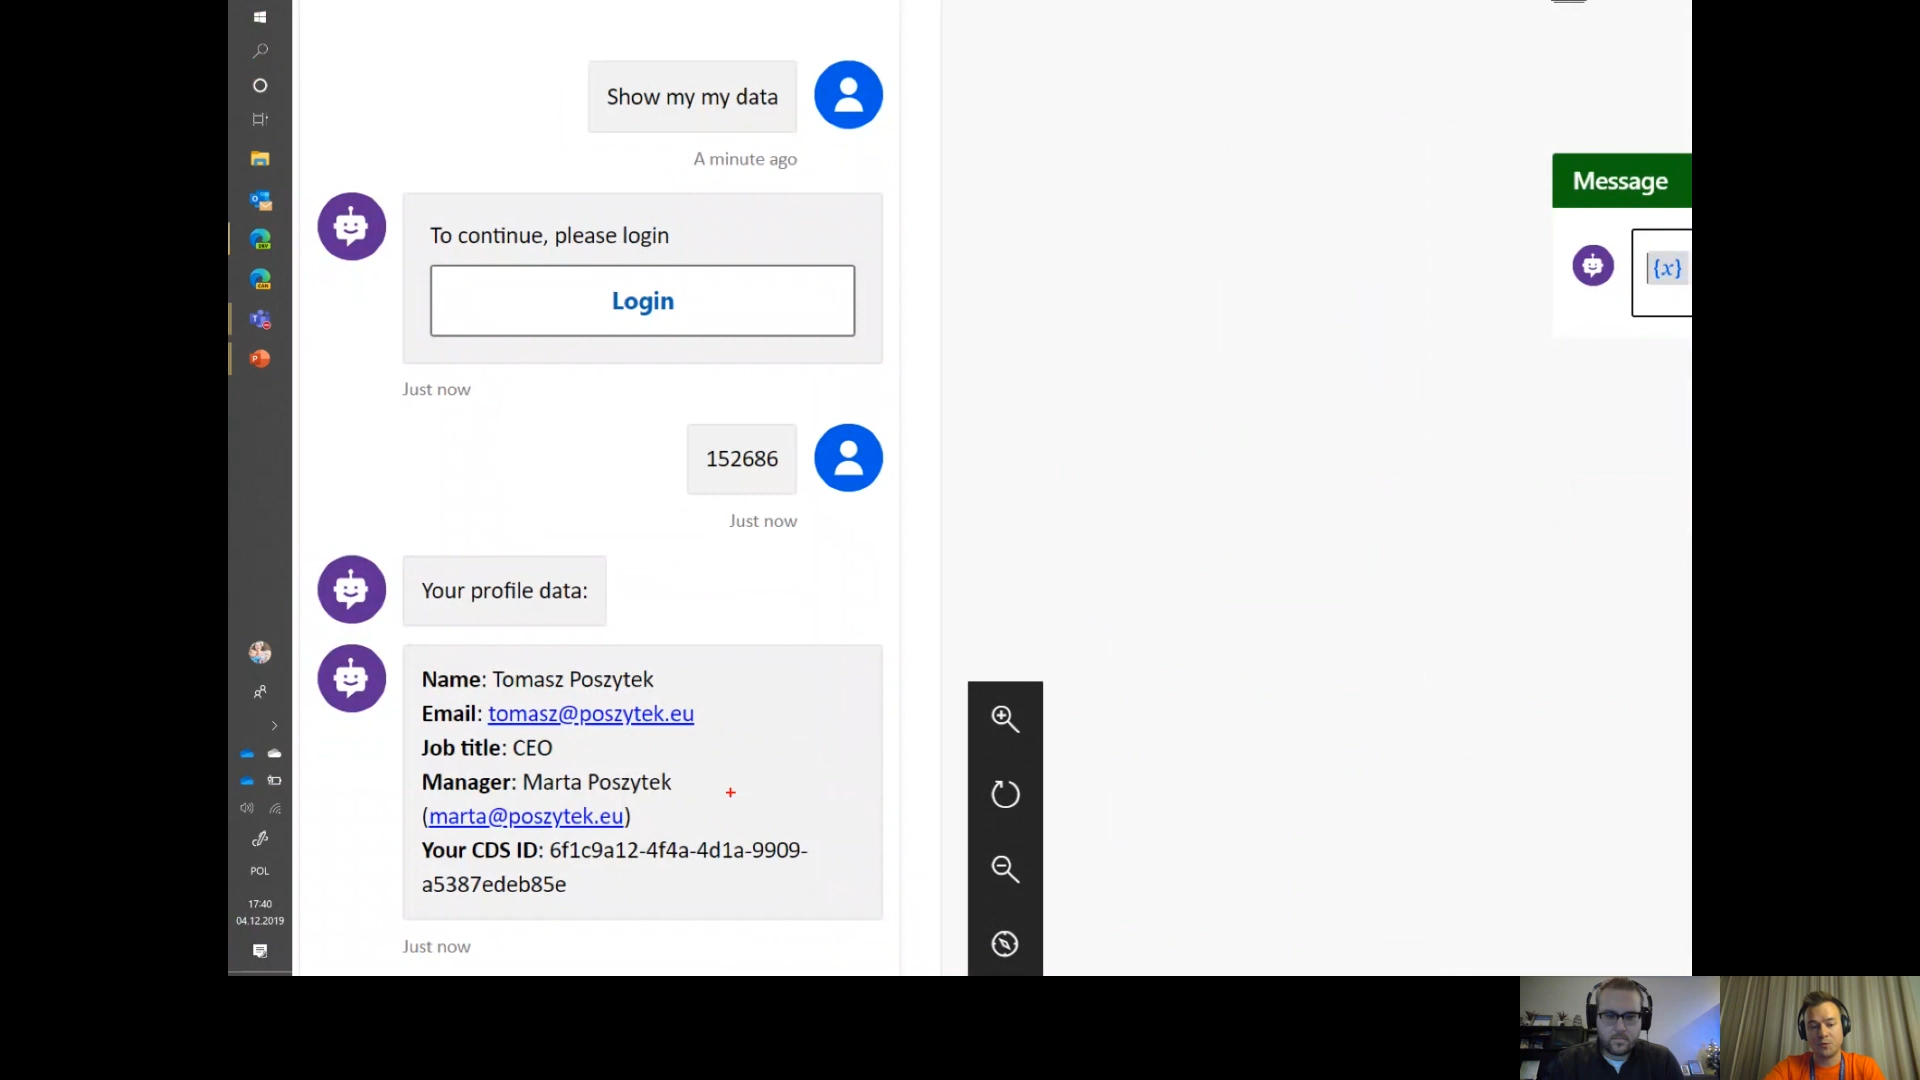 Show my my data
A minute ago
To continue, please login
Login
Just now
152686
Just now
Your profile data:
Name: Tomasz Poszytek
Email: tomasz@poszytek.eu
Job title: CEO
Manager: Marta Poszytek
(marta@poszytek.eu)
Your CDS ID: 6f1c9a12-4f4a-4d1a-9909-
a5387edeb85e
Just now
Message
{x}
POL
17:40
04.12.2019